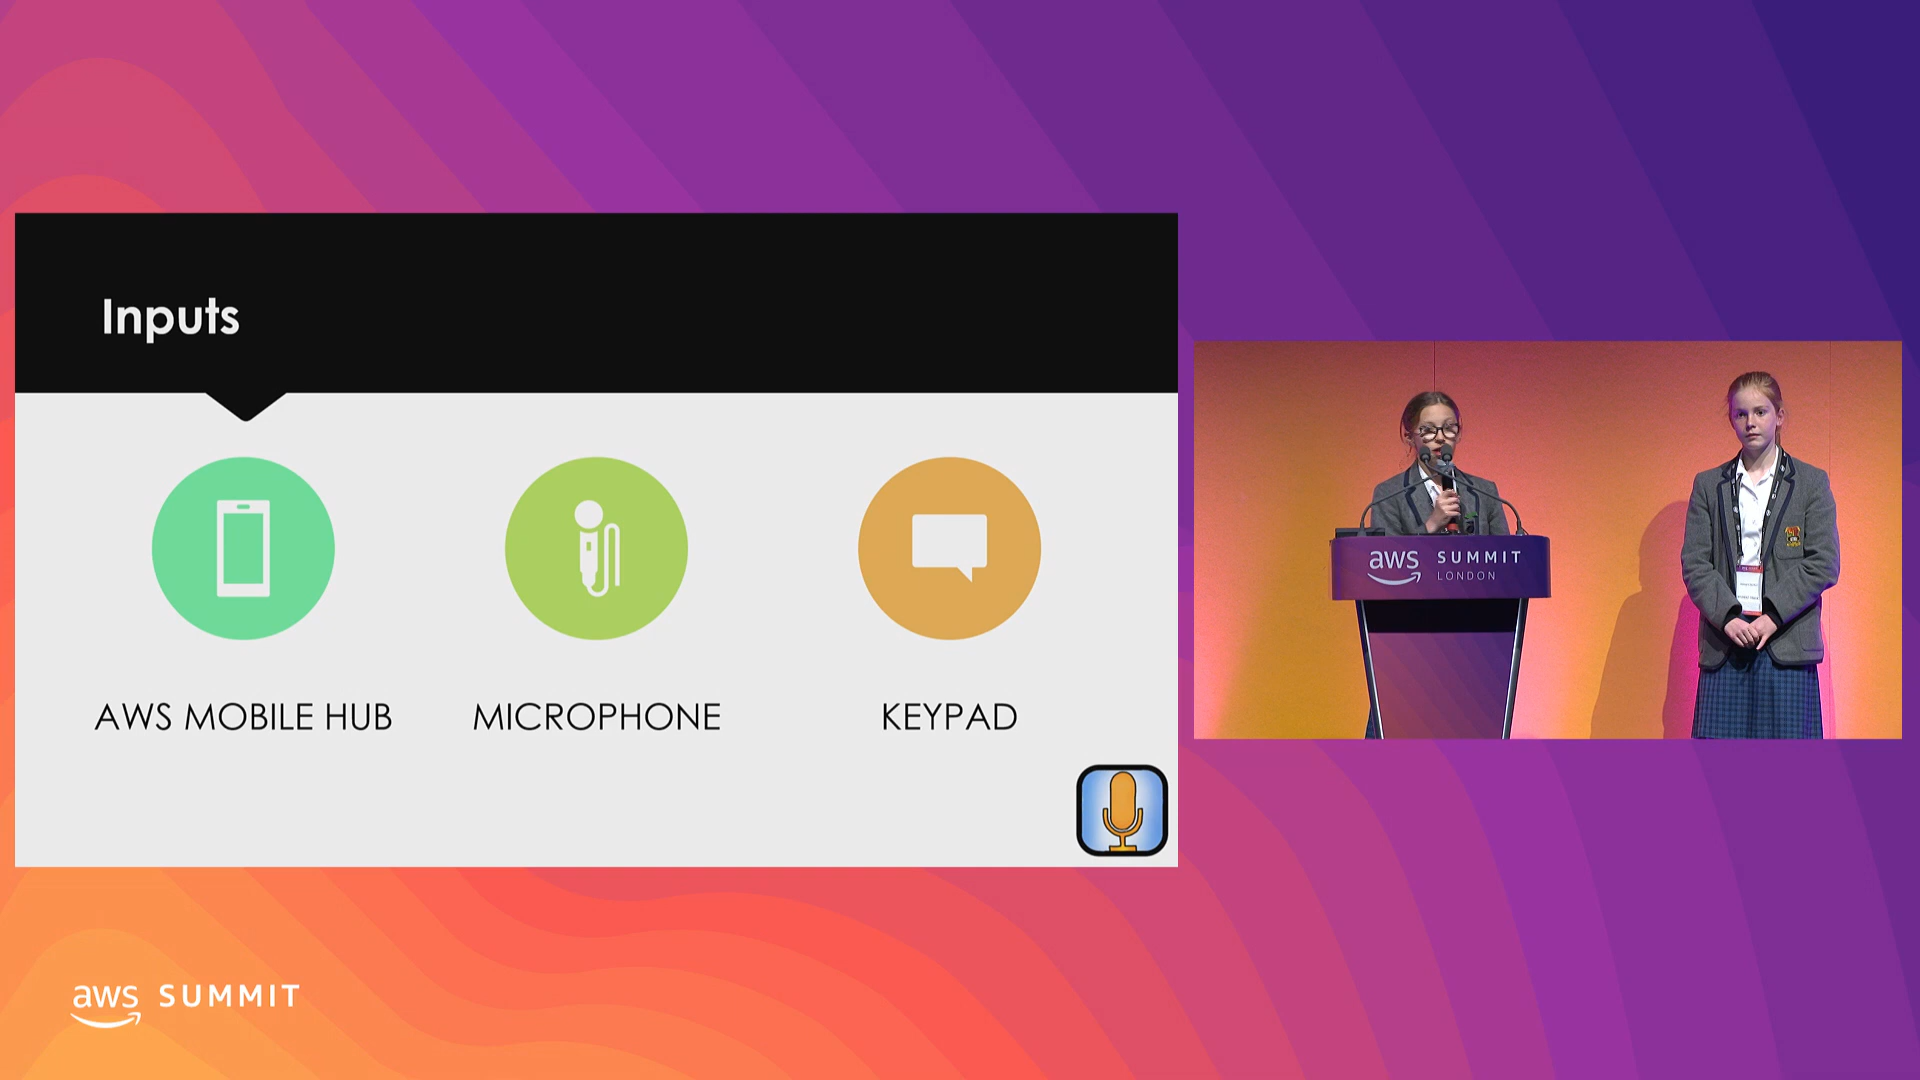 Inputs
AWS MOBILE HUB
MICROPHONE
KEYPAD
aws SUMMIT
LONDON
aws SUMMIT